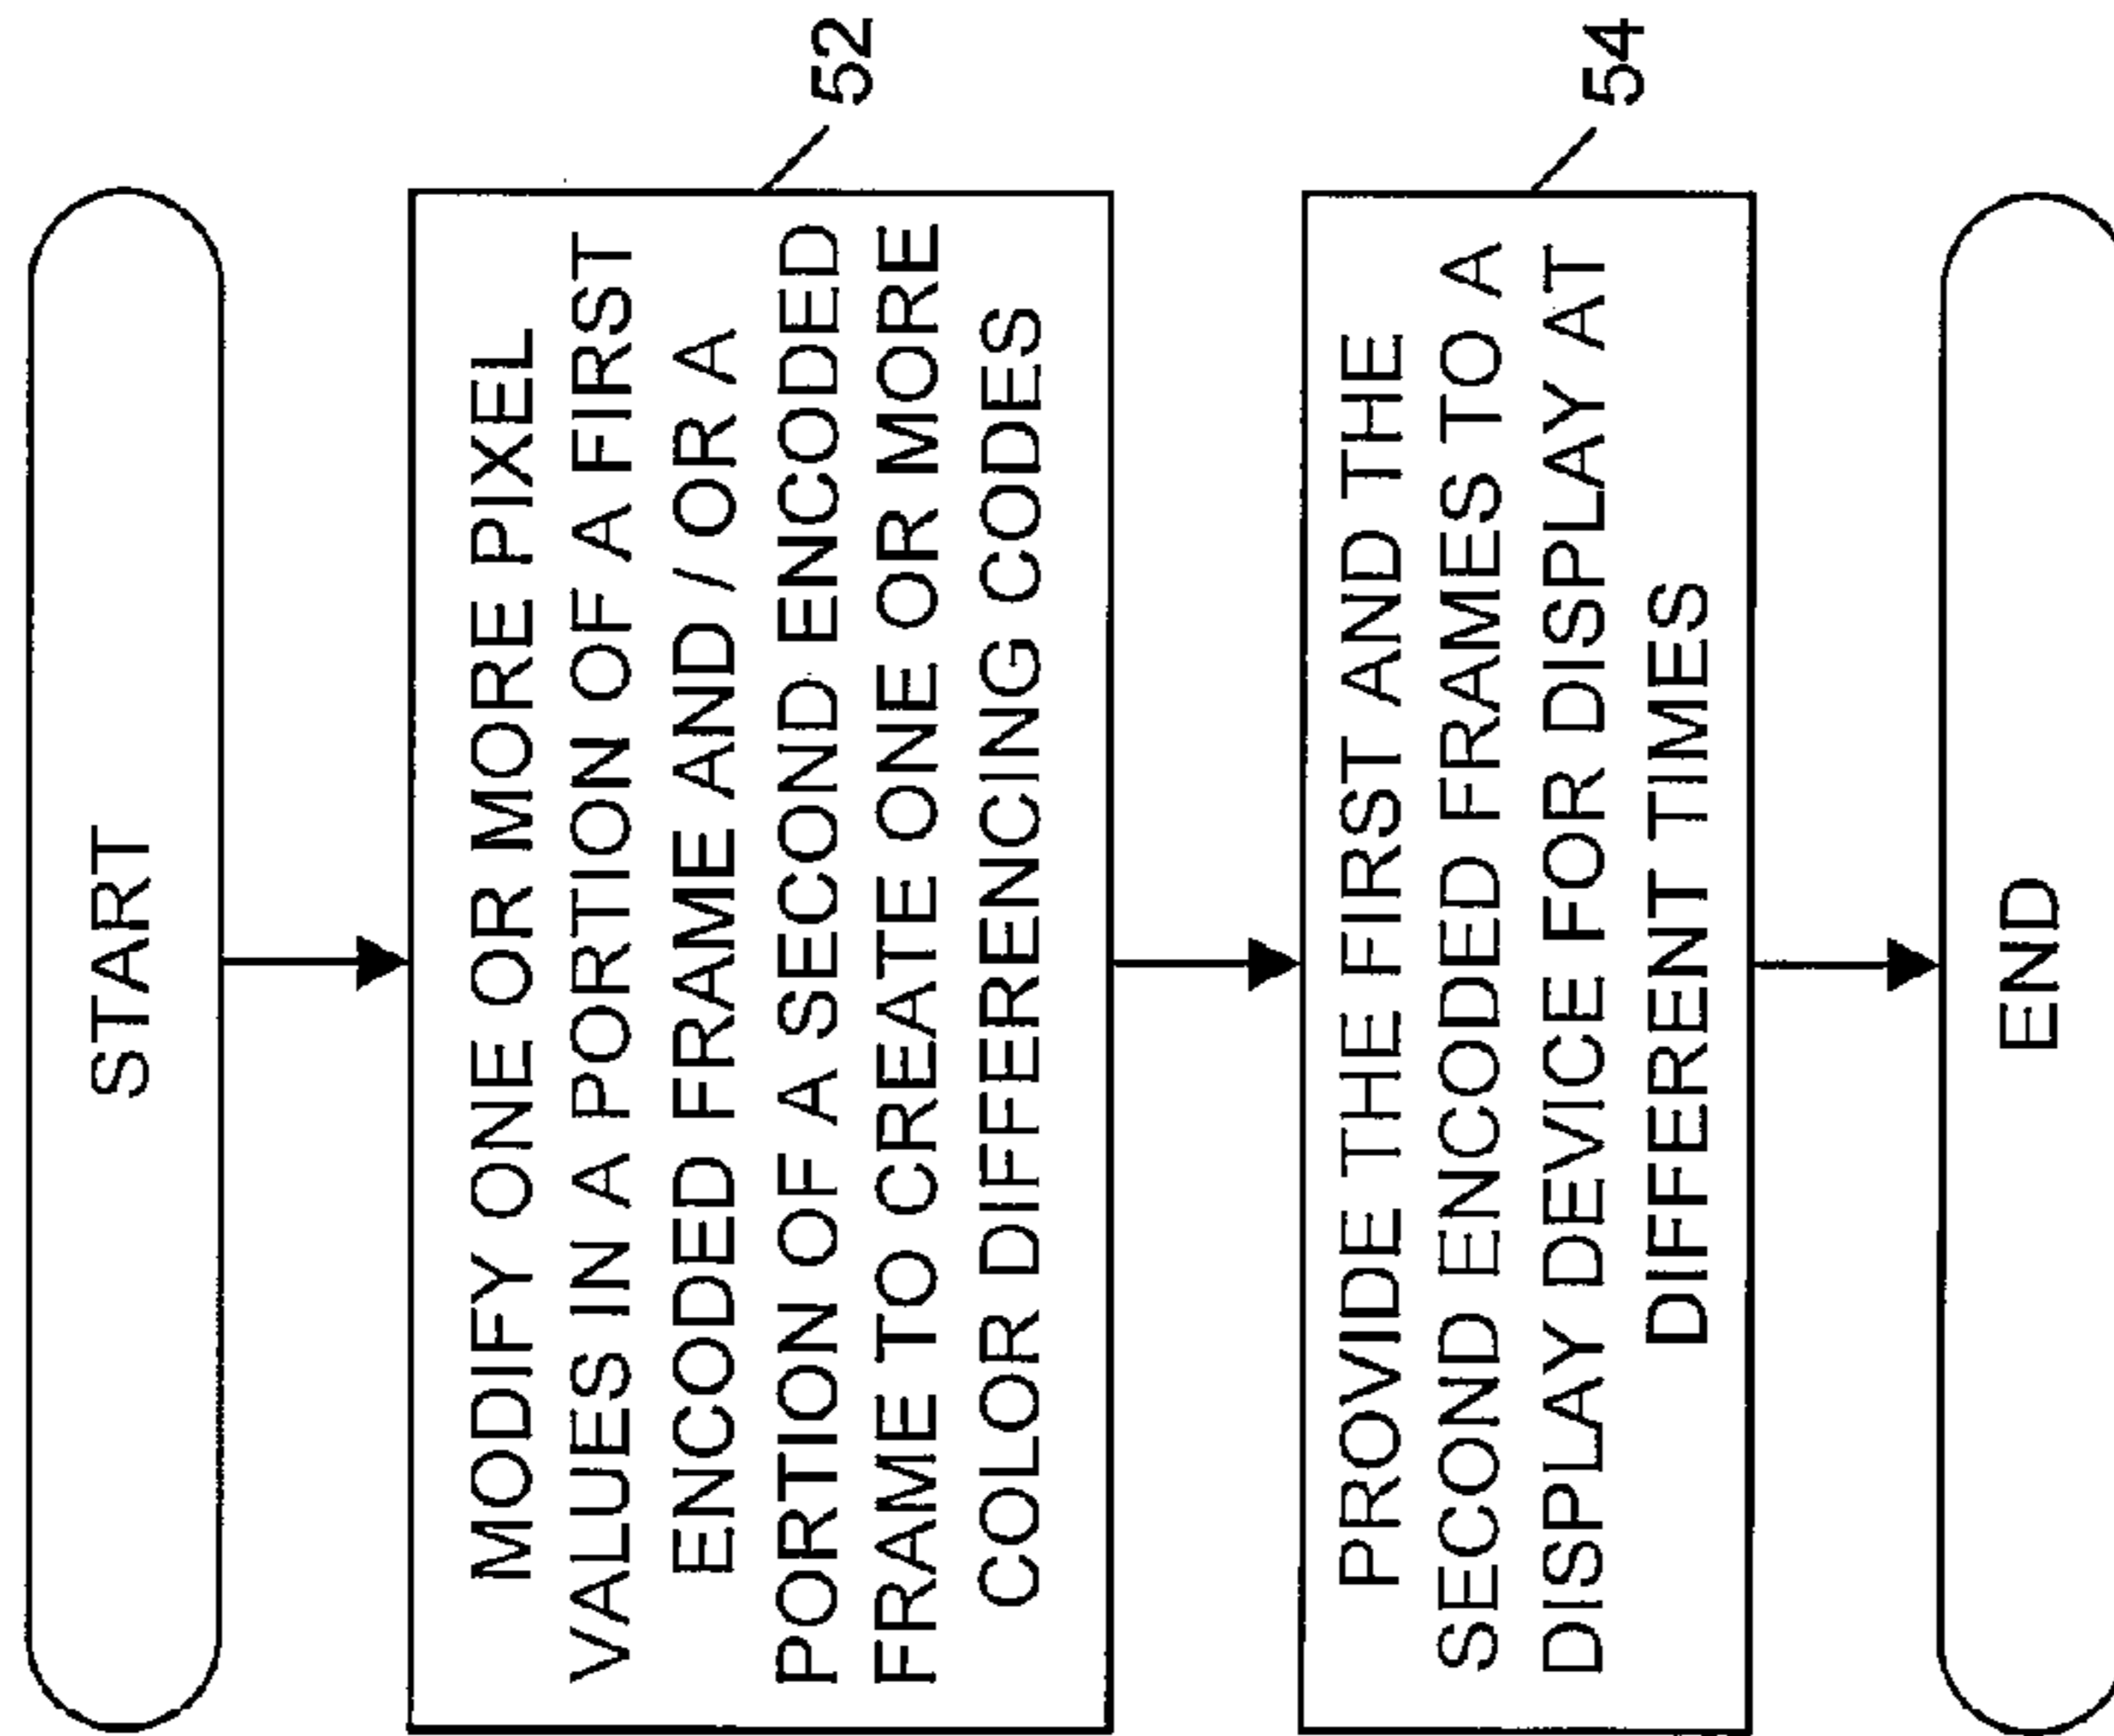 START
MODIFY ONE OR MORE PIXEL
VALUES IN A PORTION OF A FIRST
ENCODED FRAME AND / OR A
PORTION OF A SECOND ENCODED
FRAME TO CREATE ONE OR MORE
COLOR DIFFERENCING CODES
52
PROVIDE THE FIRST AND THE
SECOND ENCODED FRAMES TO A
DISPLAY DEVICE FOR DISPLAY AT
DIFFERENT TIMES
54
END